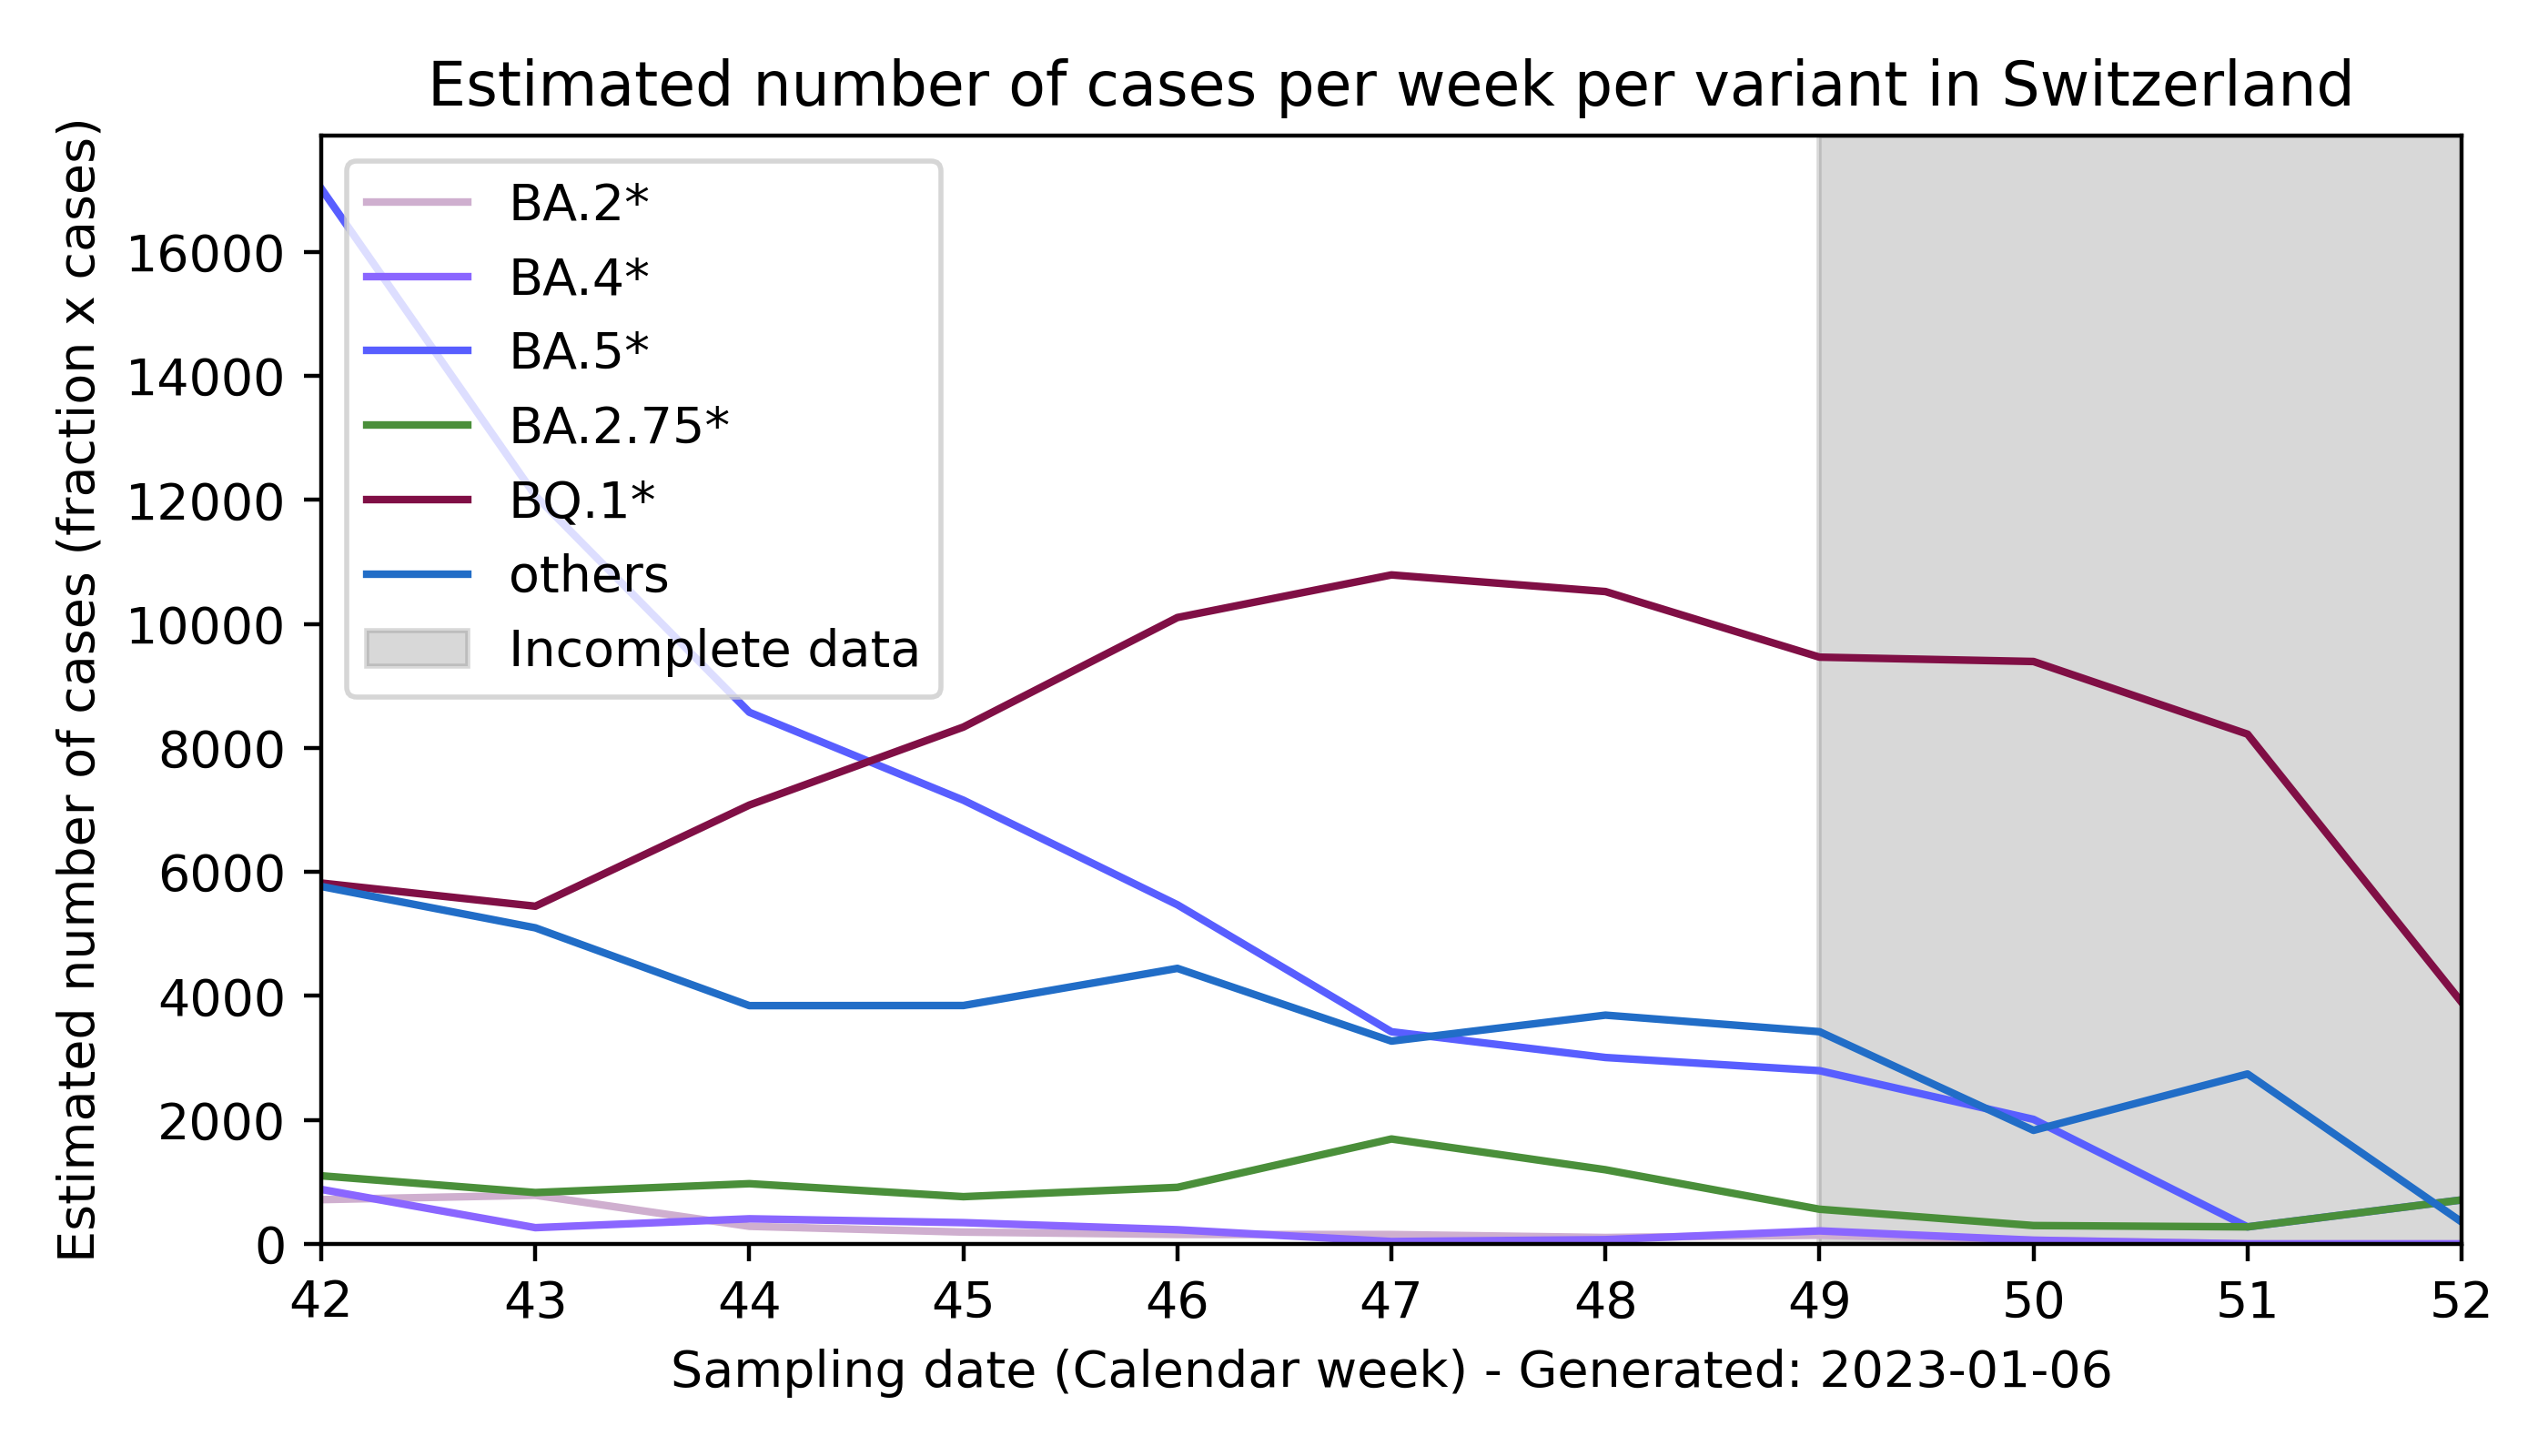 Estimated number of cases per week per variant in Switzerland
Estimated number of cases (fraction x cases)
16000
14000
12000
10000
8000
6000
4000
2000
0
BA.2*
BA.4*
BA.5*
BA.2.75*
BQ.1*
others
Incomplete data
42 43 44 45 46 47 48 49 50 51 52
Sampling date (Calendar week) - Generated: 2023-01-06